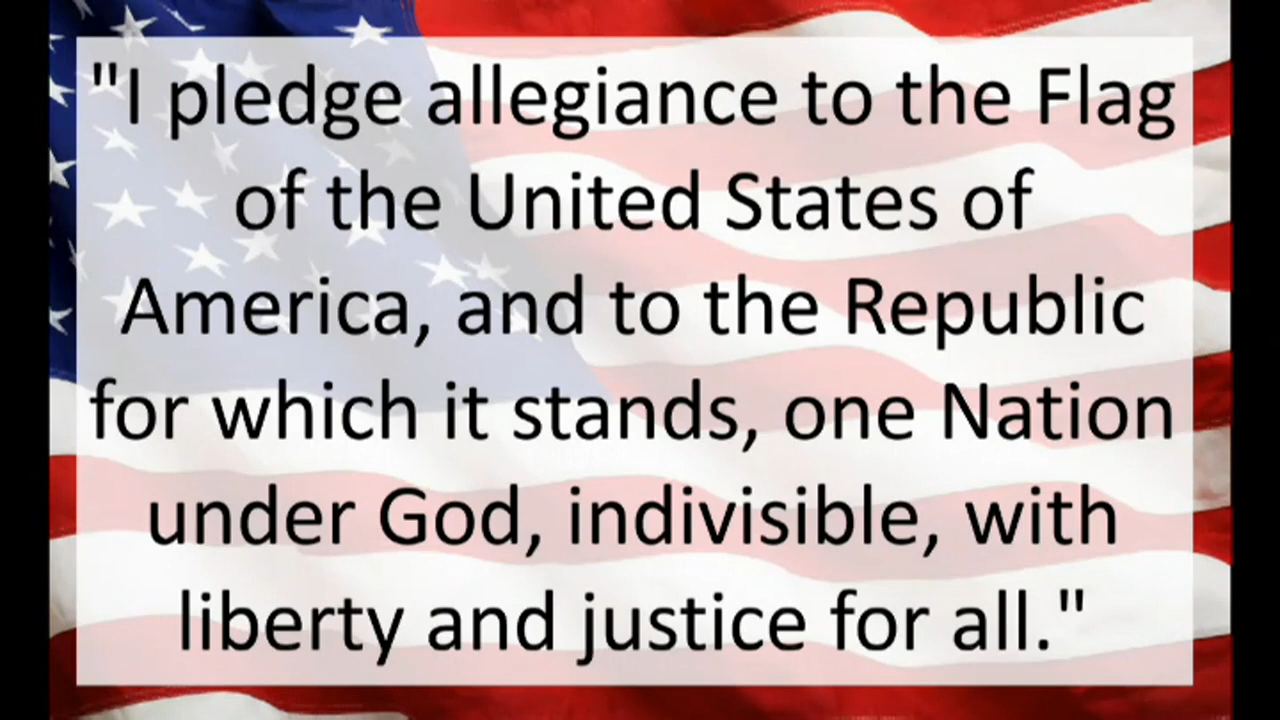 "I pledge allegiance to the Flag
of the United States of
America, and to the Republic
for which it stands, one Nation
under God, indivisible, with
liberty and justice for all."